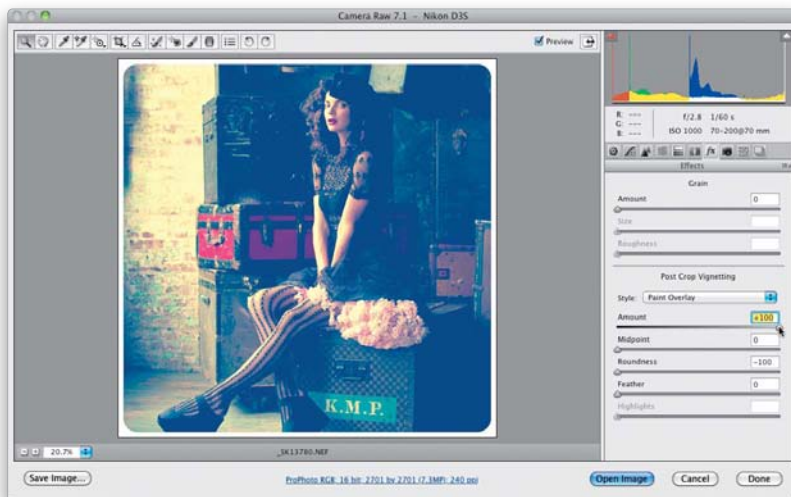 Camera Raw 7.1 – Nikon D3S
Preview
R: ---
G: ---
B: ---
f/2.8 1/60 s
ISO 1000 70-200@70 mm
Effects
Grain
Amount 0
Size
Roughness
Post Crop Vignetting
Style: Paint Overlay
Amount +100
Midpoint 0
Roundness -100
Feather 0
Highlights
K.M.P.
20.7%
_SK13780.NEF
Save Image...
ProPhoto RGB; 16 bit; 2701 by 2701 (7.3MP); 240 ppi
Open Image
Cancel
Done